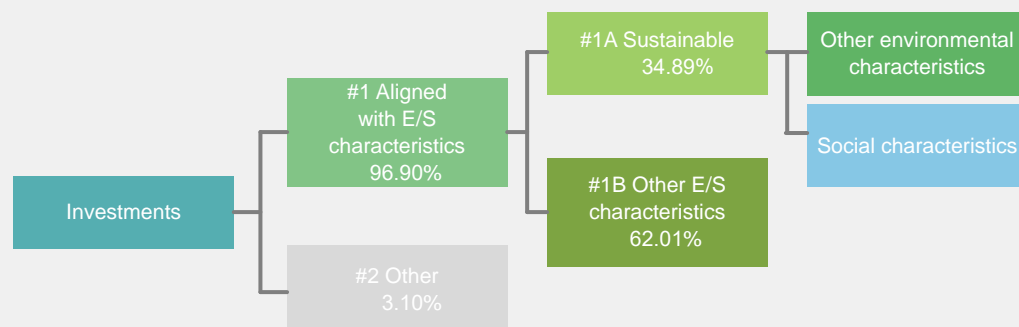 Investments
#1 Aligned
with E/S
characteristics
96.90%
#2 Other
3.10%
#1A Sustainable
34.89%
#1B Other E/S
characteristics
62.01%
Other environmental
characteristics
Social characteristics